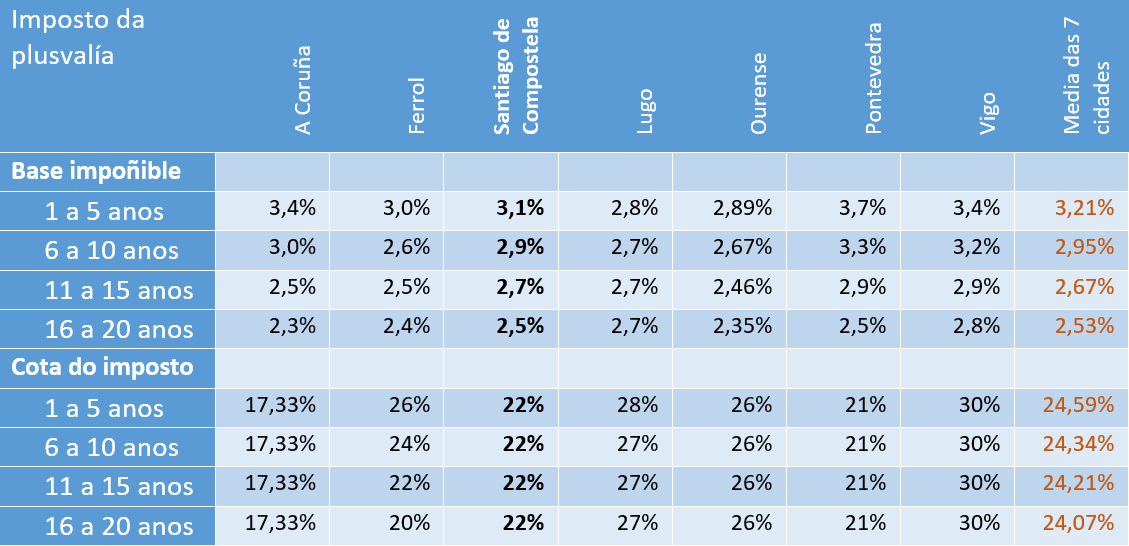 Imposto da
plusvalía
A Coruña
Ferrol
Santiago de
Compostela
Lugo
Ourense
Pontevedra
Vigo
Media das 7
cidades
Base impoñible
1 a 5 anos 3,4% 3,0% 3,1% 2,8% 2,89% 3,7% 3,4% 3,21%
6 a 10 anos 3,0% 2,6% 2,9% 2,7% 2,67% 3,3% 3,2% 2,95%
11 a 15 anos 2,5% 2,5% 2,7% 2,7% 2,46% 2,9% 2,9% 2,67%
16 a 20 anos 2,3% 2,4% 2,5% 2,7% 2,35% 2,5% 2,8% 2,53%
Cota do imposto
1 a 5 anos 17,33% 26% 22% 28% 26% 21% 30% 24,59%
6 a 10 anos 17,33% 24% 22% 27% 26% 21% 30% 24,34%
11 a 15 anos 17,33% 22% 22% 27% 26% 21% 30% 24,21%
16 a 20 anos 17,33% 20% 22% 27% 26% 21% 30% 24,07%